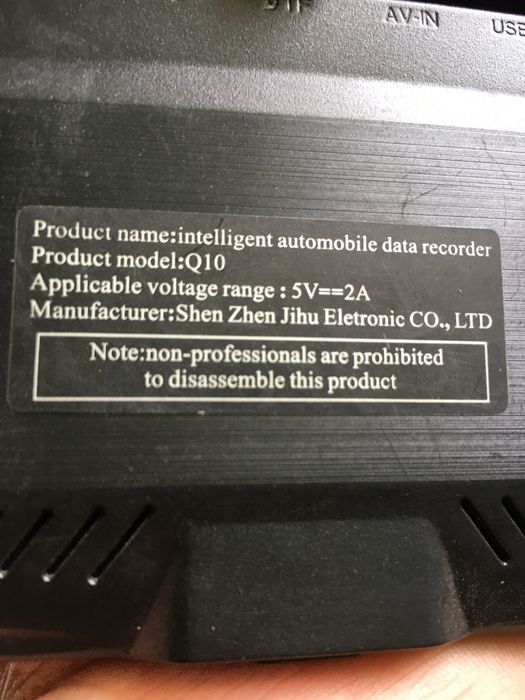 AV-IN
Product name:intelligent automobile data recorder
Product model:Q10
Applicable voltage range : 5V==2A
Manufacturer:Shen Zhen Jihu Eletronic CO., LTD
Note:non-professionals are prohibited
to disassemble this product